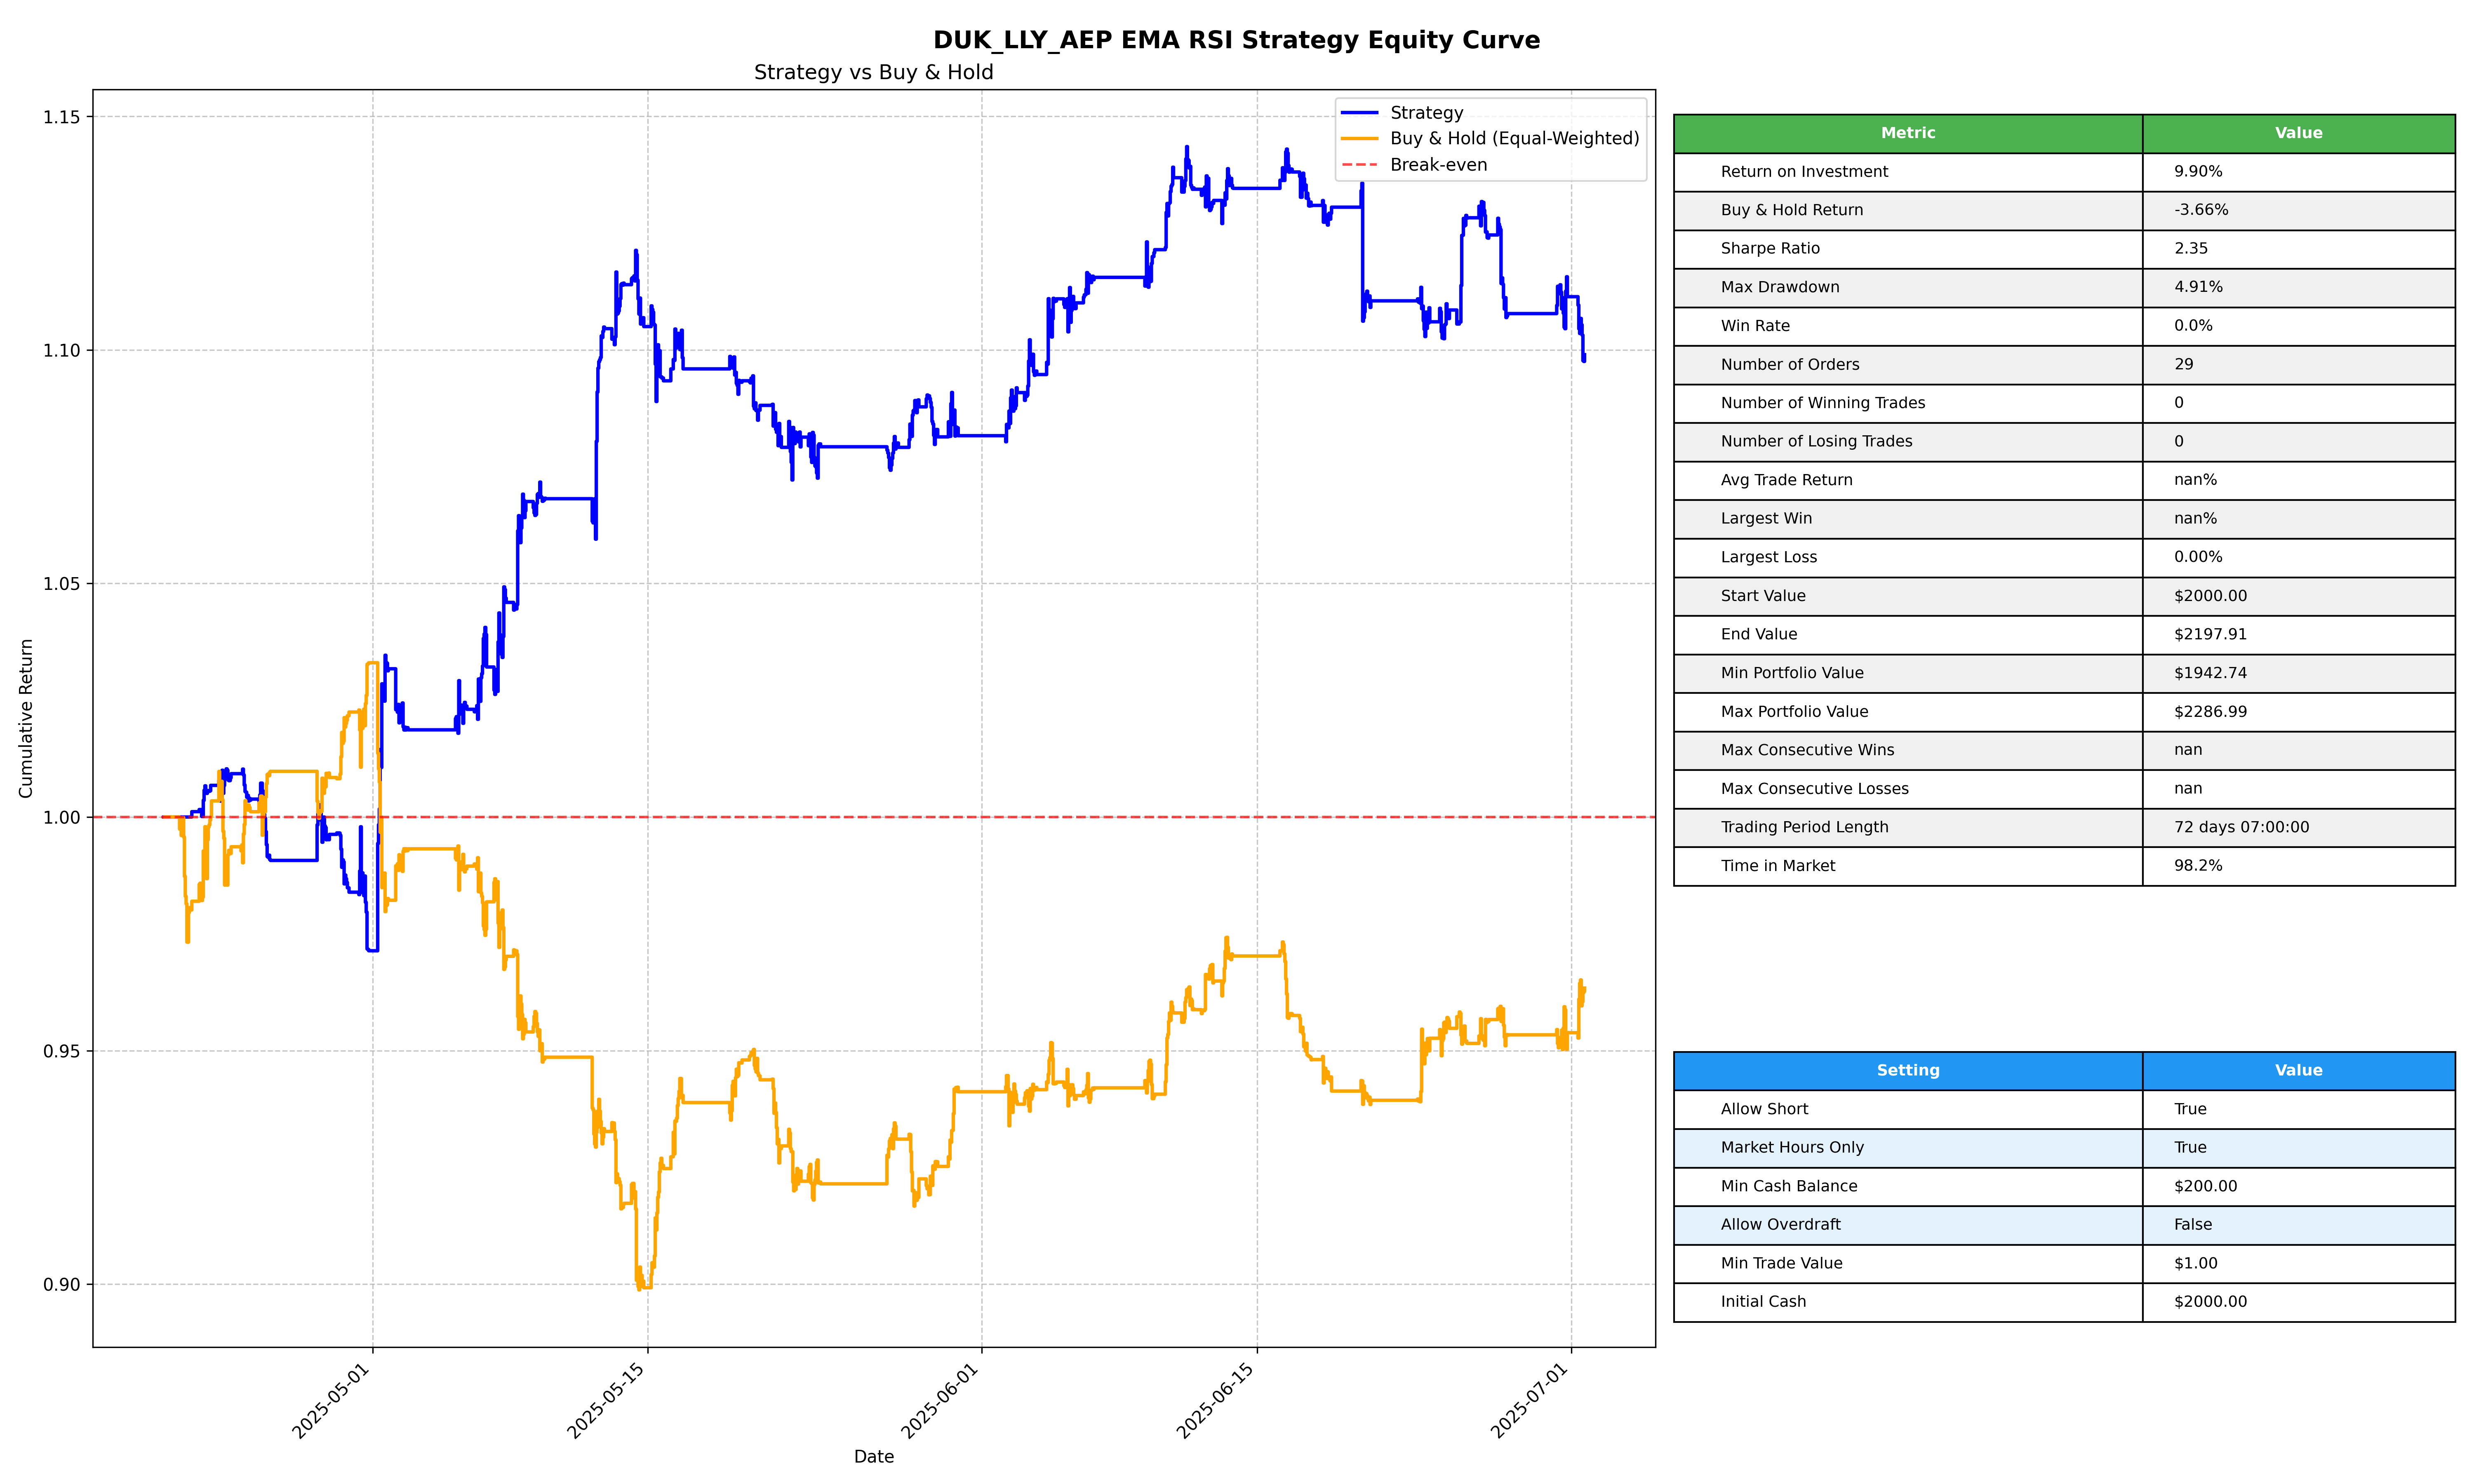 DUK_LLY_AEP EMA RSI Strategy Equity Curve
Strategy vs Buy & Hold
Strategy
Buy & Hold (Equal-Weighted)
Break-even
Cumulative Return
1.15
1.10
1.05
1.00
0.95
0.90
2025-05-01
2025-05-15
2025-06-01
2025-06-15
2025-07-01
Date
Metric Value
Return on Investment 9.90%
Buy & Hold Return -3.66%
Sharpe Ratio 2.35
Max Drawdown 4.91%
Win Rate 0.0%
Number of Orders 29
Number of Winning Trades 0
Number of Losing Trades 0
Avg Trade Return nan%
Largest Win nan%
Largest Loss 0.00%
Start Value $2000.00
End Value $2197.91
Min Portfolio Value $1942.74
Max Portfolio Value $2286.99
Max Consecutive Wins nan
Max Consecutive Losses nan
Trading Period Length 72 days 07:00:00
Time in Market 98.2%
Setting Value
Allow Short True
Market Hours Only True
Min Cash Balance $200.00
Allow Overdraft False
Min Trade Value $1.00
Initial Cash $2000.00